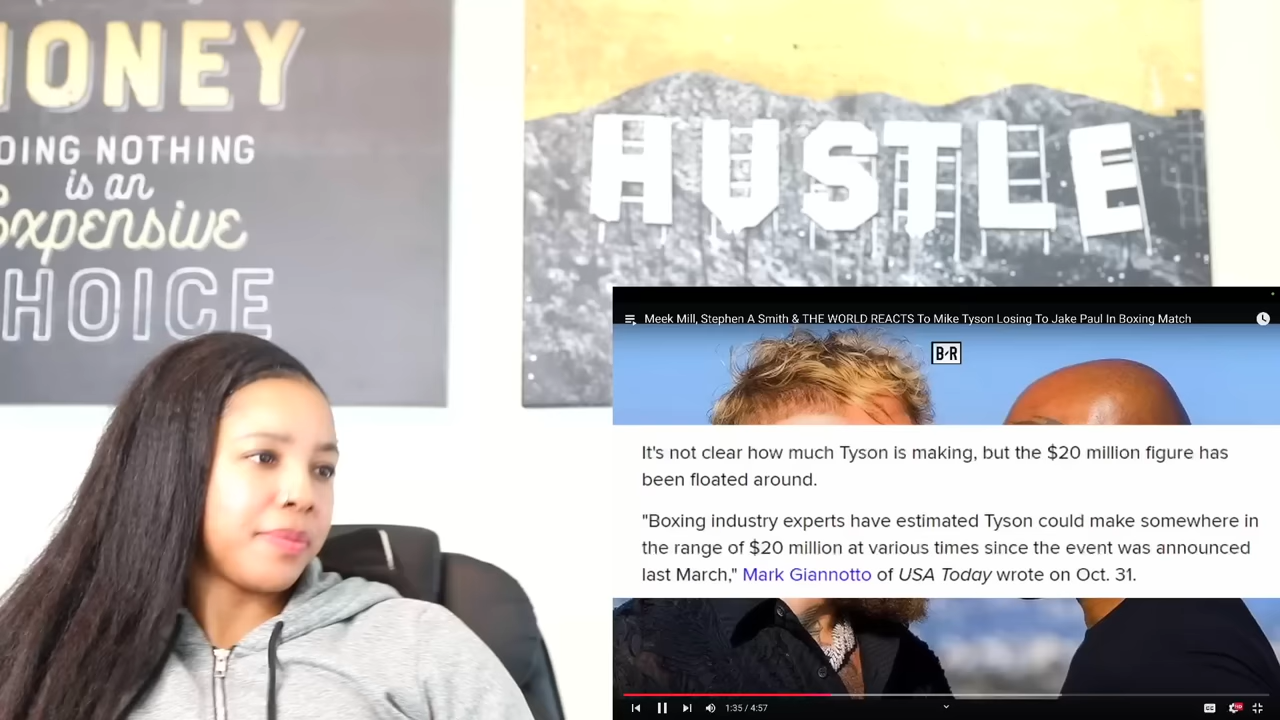 MONEY
DOING NOTHING
is an
Expensive
CHOICE
HUSTLE
Meek Mill, Stephen A Smith & THE WORLD REACTS To Mike Tyson Losing To Jake Paul In Boxing Match
B/R
It's not clear how much Tyson is making, but the $20 million figure has
been floated around.
"Boxing industry experts have estimated Tyson could make somewhere in
the range of $20 million at various times since the event was announced
last March," Mark Giannotto of USA Today wrote on Oct. 31.
1:35 / 4:57